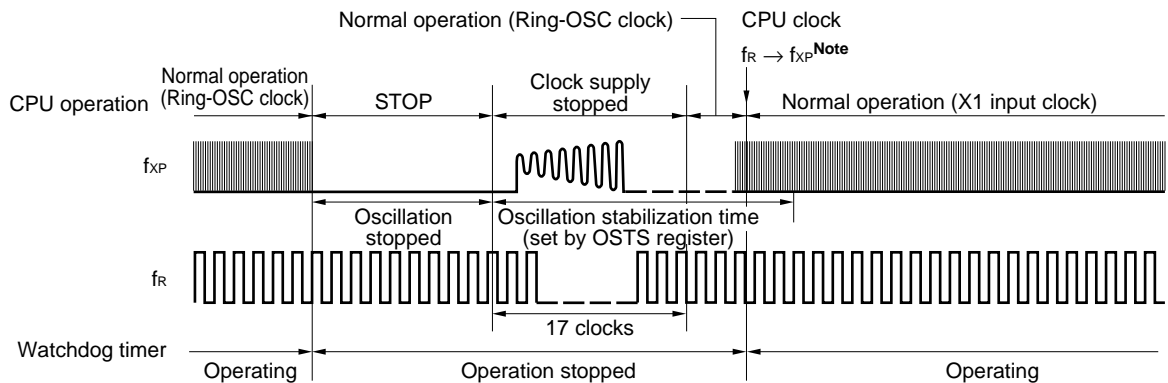 Normal operation (Ring-OSC clock)
CPU clock
fR → fXPNote
Normal operation
(Ring-OSC clock)
CPU operation
STOP
Clock supply
stopped
Normal operation (X1 input clock)
fXP
Oscillation
stopped
Oscillation stabilization time
(set by OSTS register)
fR
17 clocks
Watchdog timer
Operating
Operation stopped
Operating